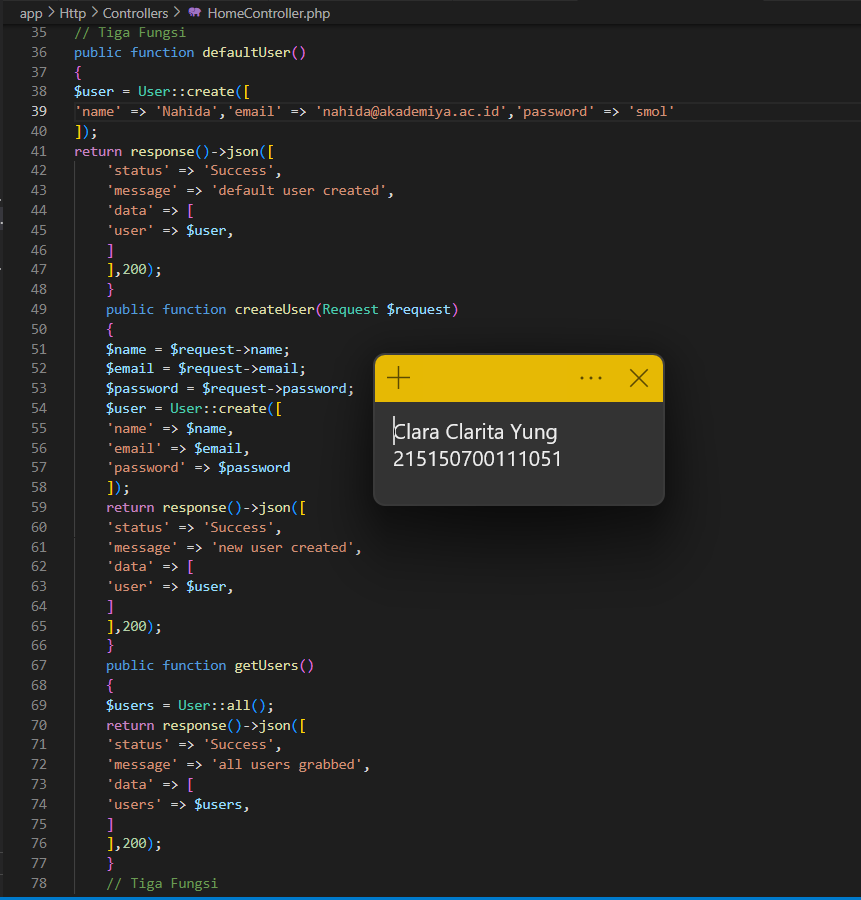 app > Http > Controllers > HomeController.php
35 // Tiga Fungsi
36 public function defaultUser()
37 {
38 $user = User::create([
39 'name' => 'Nahida','email' => 'nahida@akademiya.ac.id','password' => 'smol'
40 ]);
41 return response()->json([
42 'status' => 'Success',
43 'message' => 'default user created',
44 'data' => [
45 'user' => $user,
46 ]
47 ],200);
48 }
49 public function createUser(Request $request)
50 {
51 $name = $request->name;
52 $email = $request->email;
53 $password = $request->password;
54 $user = User::create([
55 'name' => $name,
56 'email' => $email,
57 'password' => $password
58 ]);
59 return response()->json([
60 'status' => 'Success',
61 'message' => 'new user created',
62 'data' => [
63 'user' => $user,
64 ]
65 ],200);
66 }
67 public function getUsers()
68 {
69 $users = User::all();
70 return response()->json([
71 'status' => 'Success',
72 'message' => 'all users grabbed',
73 'data' => [
74 'users' => $users,
75 ]
76 ],200);
77 }
78 // Tiga Fungsi
Clara Clarita Yung
215150700111051